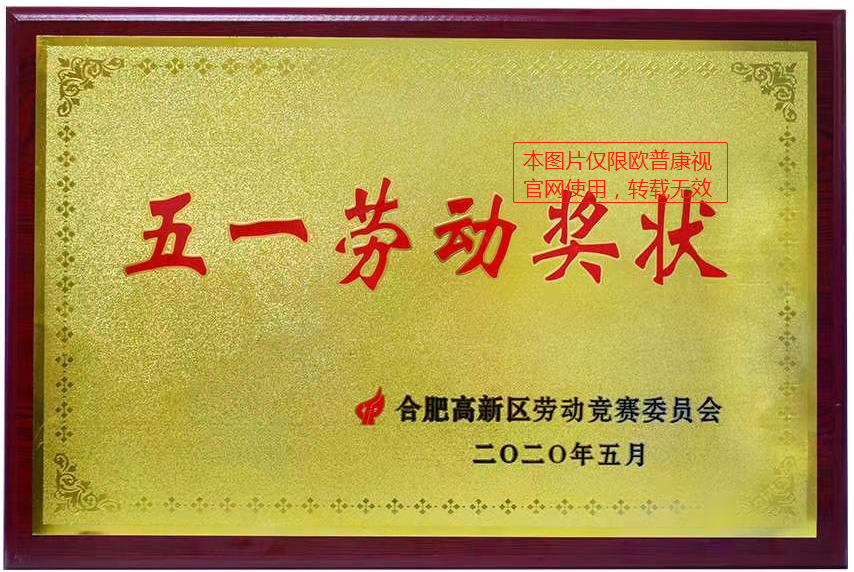 本图片仅限欧普康视
官网使用，转载无效
五一劳动奖状
合肥高新区劳动竞赛委员会
二〇二〇年五月